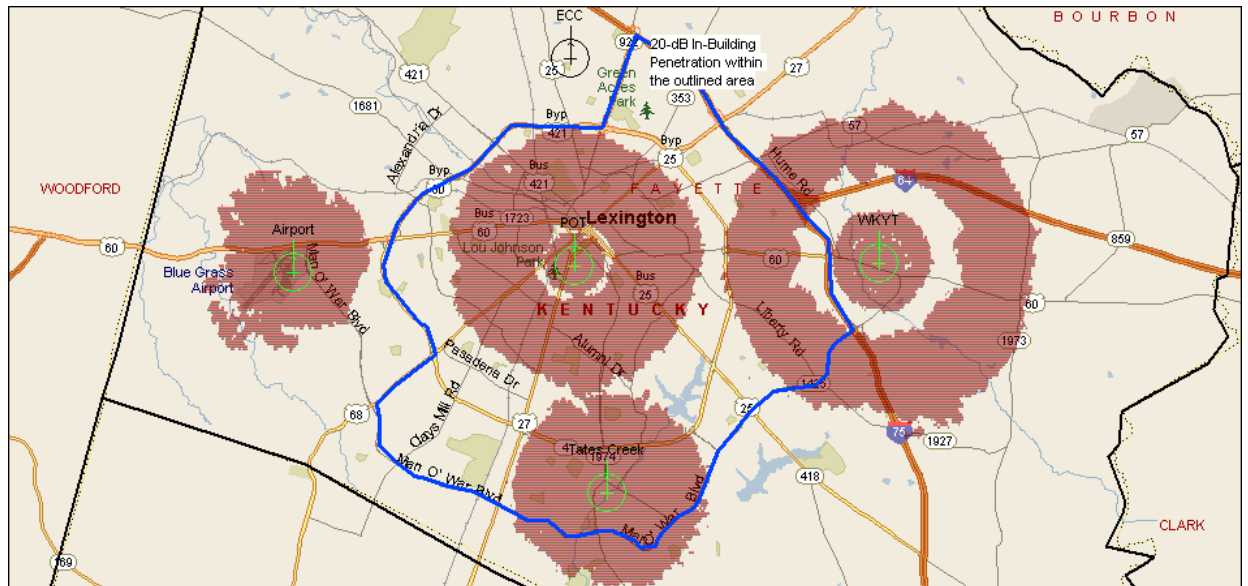 BOURBON
ECC
922
20-dB In-Building
Penetration within
the outlined area
25
27
421
Green
Acres
Park
353
1681
Alexandria Dr
Byp
421
57
57
Byp
25
Hume Rd
Bus
421
Byp
60
64
WOODFORD
FAYETTE
Bus
1723
POT
Lexington
WKYT
Airport
60
60
859
60
Lou Johnson
Park
Blue Grass
Airport
Man O' War Blvd
Bus
25
60
KENTUCKY
Liberty Rd
1973
Alumni Dr
Pasadena Dr
1425
68
Clays Mill Rd
25
27
75
1927
4
Tates Creek
1974
Man O' War Blvd
418
Man O' War Blvd
CLARK
169